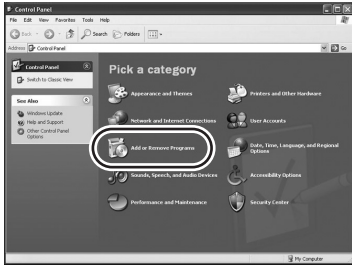 Control Panel
File Edit View Favorites Tools Help
Back Search Folders
Address Control Panel Go
Control Panel
Switch to Classic View
See Also
Windows Update
Help and Support
Other Control Panel
Options
Pick a category
Appearance and Themes
Printers and Other Hardware
Network and Internet Connections
User Accounts
Add or Remove Programs
Date, Time, Language, and Regional
Options
Sounds, Speech, and Audio Devices
Accessibility Options
Performance and Maintenance
Security Center
My Computer